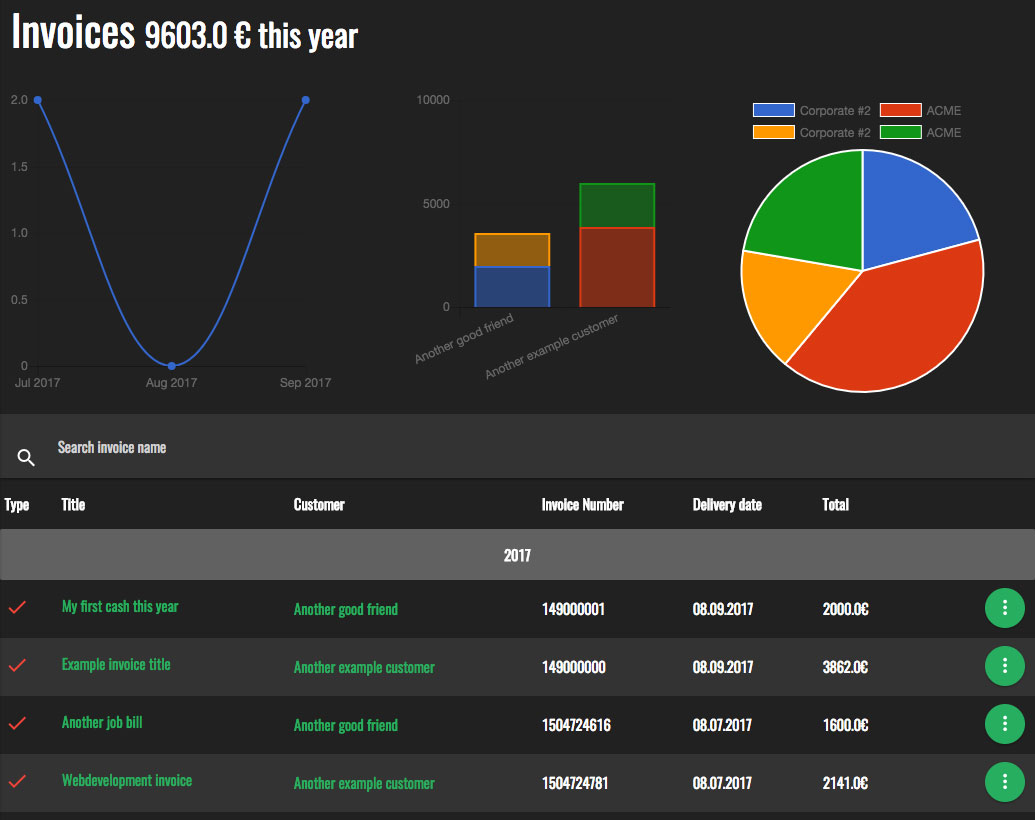 Invoices 9603.0 € this year
2.0
1.5
1.0
0.5
0
Jul 2017 Aug 2017 Sep 2017
10000
5000
0
Another good friend
Another example customer
Corporate #2 ACME
Corporate #2 ACME
Search invoice name
Type Title Customer Invoice Number Delivery date Total
2017
My first cash this year Another good friend 149000001 08.09.2017 2000.0€
Example invoice title Another example customer 149000000 08.09.2017 3862.0€
Another job bill Another good friend 1504724616 08.07.2017 1600.0€
Webdevelopment invoice Another example customer 1504724781 08.07.2017 2141.0€